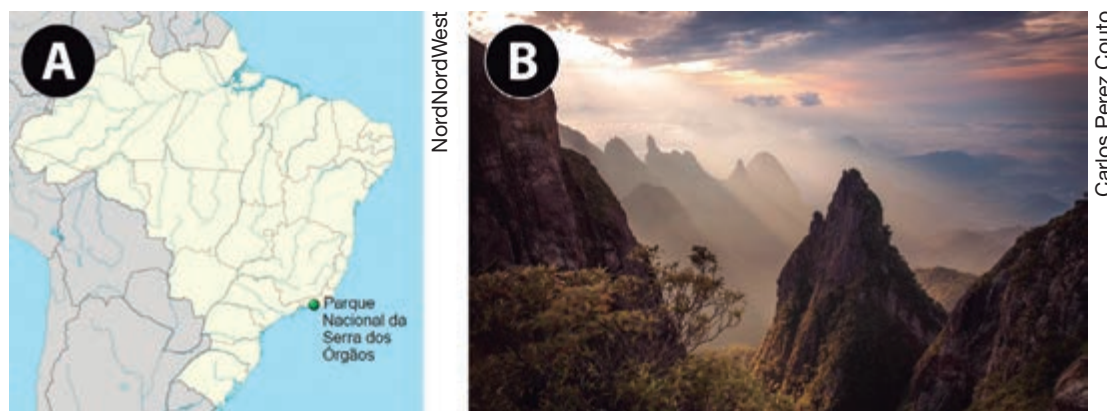 A
NordNordWest
Parque
Nacional da
Serra dos
Órgãos
B
Carlos Perez Couto